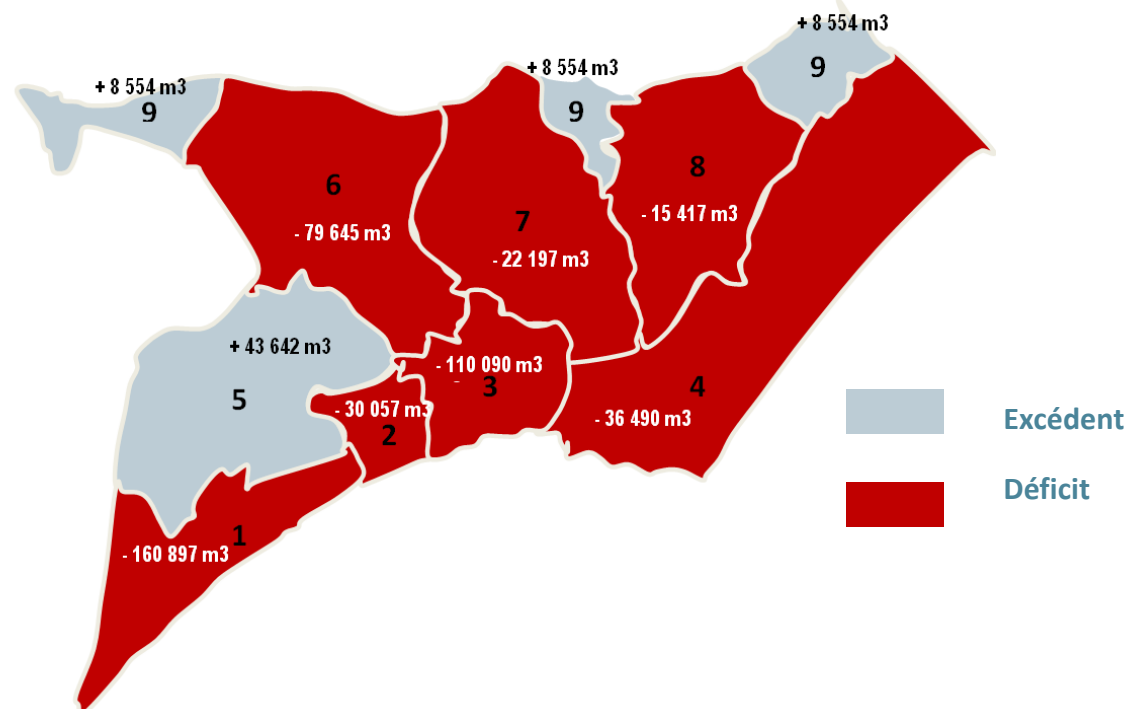 + 8 554 m3
+ 8 554 m3
9
+ 8 554 m3
9
9
8
6
- 15 417 m3
7
- 79 645 m3
- 22 197 m3
+ 43 642 m3
- 110 090 m3
3
4
5
- 30 057 m3
- 36 490 m3
2
Excédent
Déficit
1
- 160 897 m3